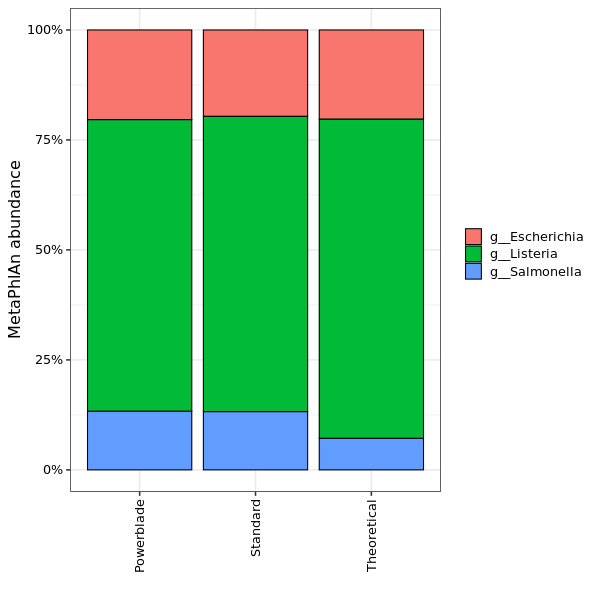 MetaPhlAn abundance
100%
75%
50%
25%
0%
Powerblade
Standard
Theoretical
g__Escherichia
g__Listeria
g__Salmonella